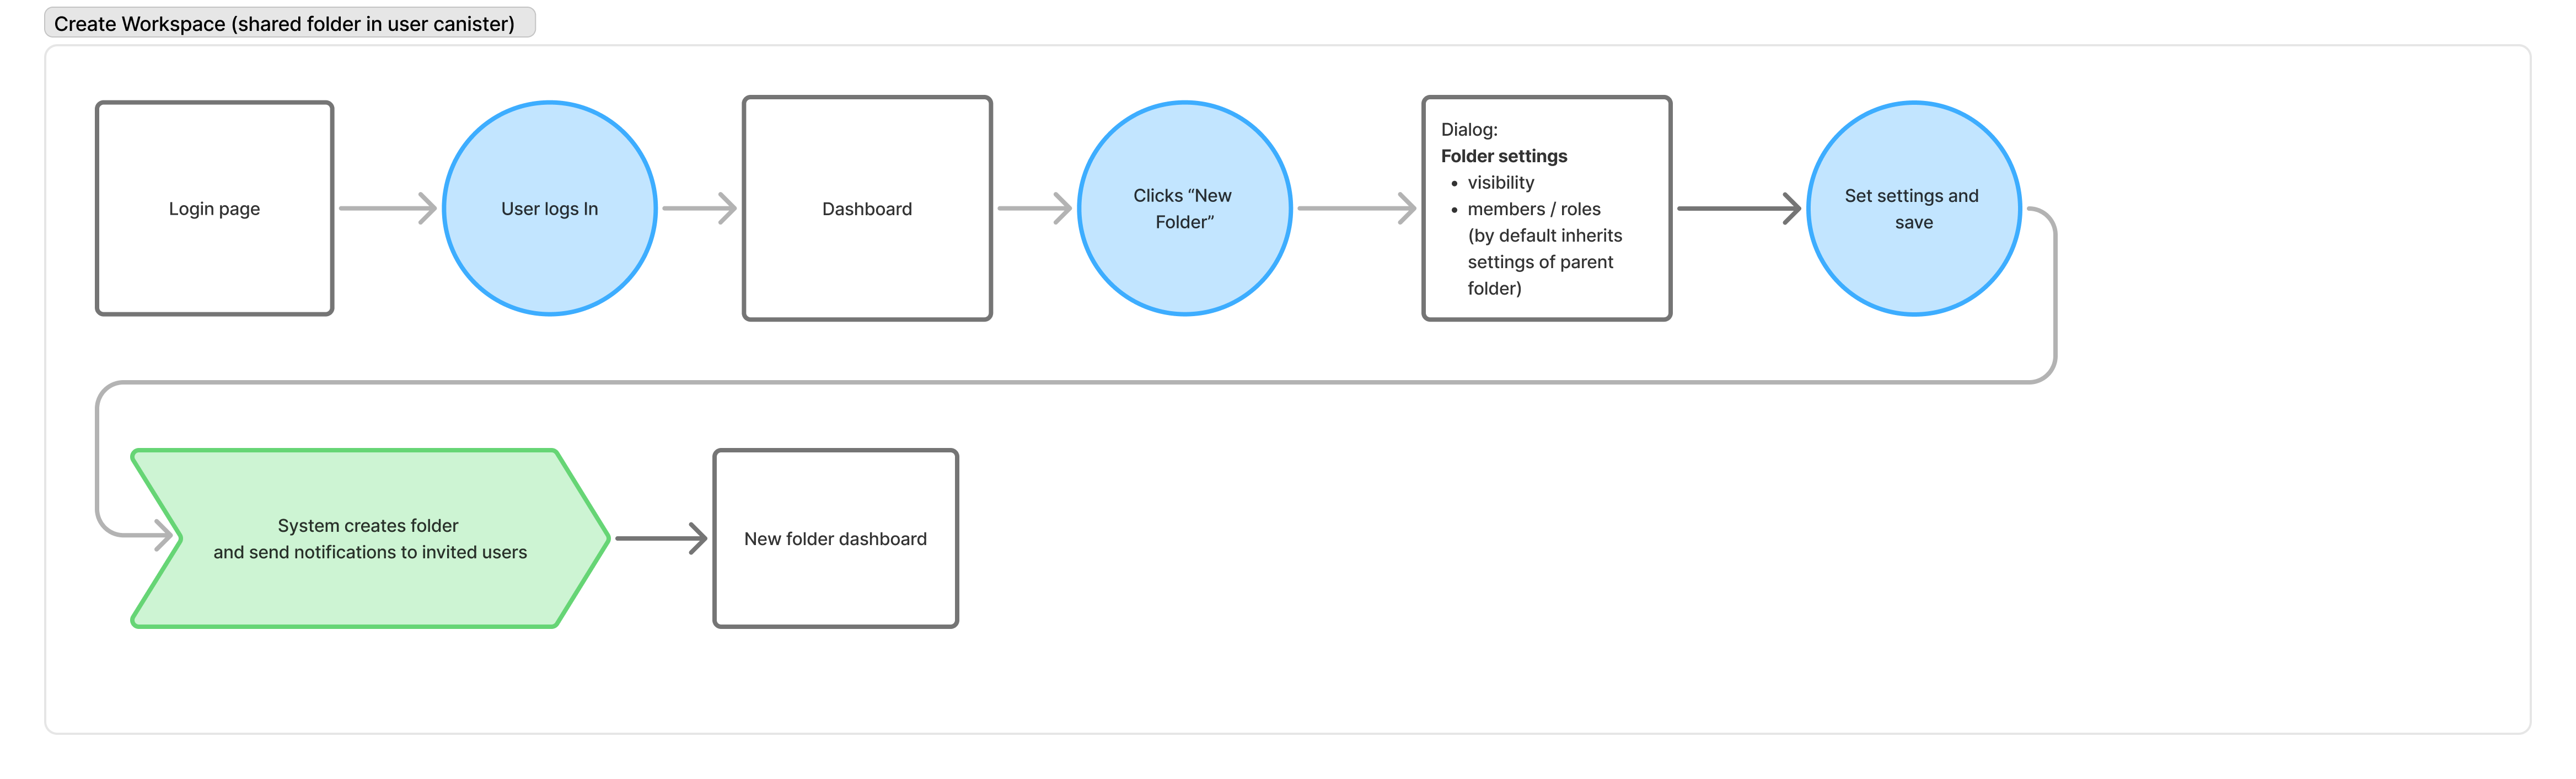 Create Workspace (shared folder in user canister)
Login page
User logs In
Dashboard
Clicks “New
Folder”
Dialog:
Folder settings
• visibility
• members / roles
(by default inherits
settings of parent
folder)
Set settings and
save
System creates folder
and send notifications to invited users
New folder dashboard